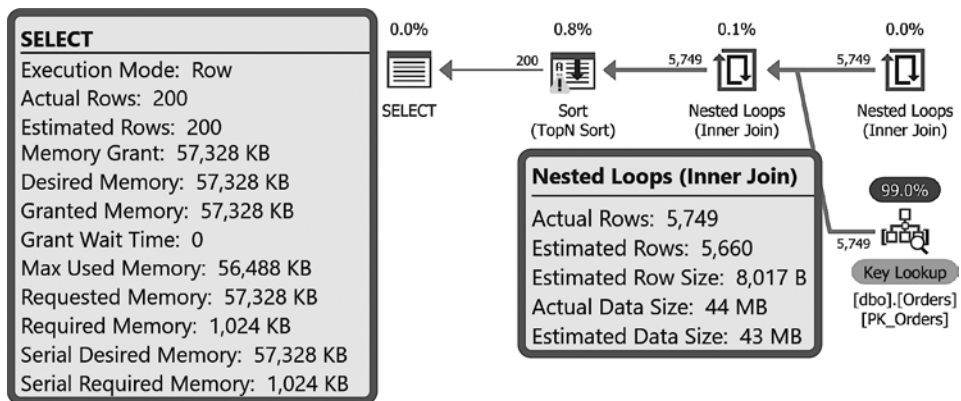 SELECT
Execution Mode: Row
Actual Rows: 200
Estimated Rows: 200
Memory Grant: 57,328 KB
Desired Memory: 57,328 KB
Granted Memory: 57,328 KB
Grant Wait Time: 0
Max Used Memory: 56,488 KB
Requested Memory: 57,328 KB
Required Memory: 1,024 KB
Serial Desired Memory: 57,328 KB
Serial Required Memory: 1,024 KB
0.0%
0.8%
0.1%
0.0%
200
5,749
5,749
SELECT
Sort
(TopN Sort)
Nested Loops
(Inner Join)
Nested Loops
(Inner Join)
Nested Loops (Inner Join)
Actual Rows: 5,749
Estimated Rows: 5,660
Estimated Row Size: 8,017 B
Actual Data Size: 44 MB
Estimated Data Size: 43 MB
99.0%
5,749
Key Lookup
[dbo].[Orders]
[PK_Orders]